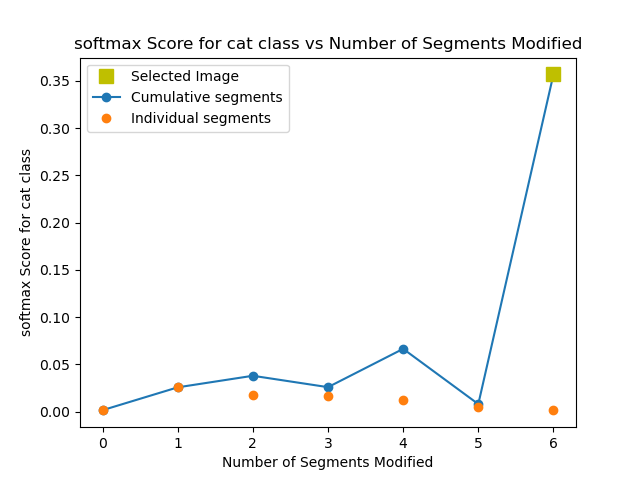 softmax Score for cat class vs Number of Segments Modified
Selected Image
Cumulative segments
Individual segments
softmax Score for cat class
0.35
0.30
0.25
0.20
0.15
0.10
0.05
0.00
0 1 2 3 4 5 6
Number of Segments Modified